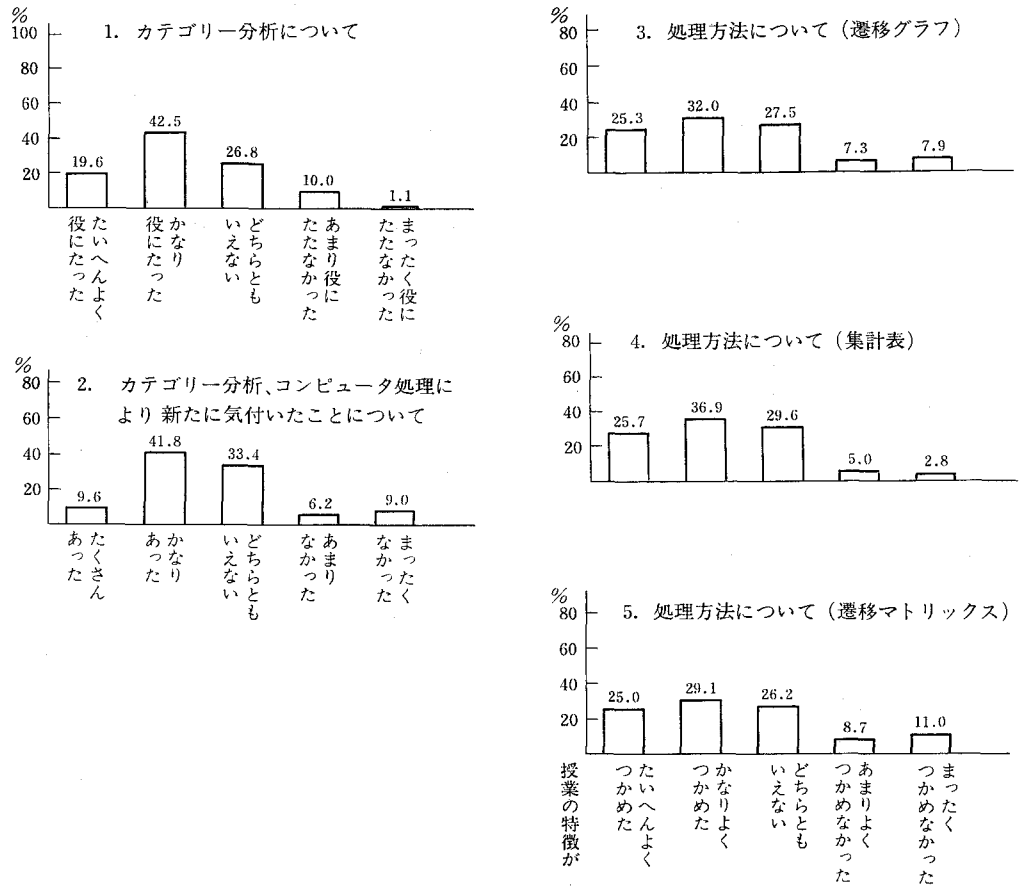 %
100
80
60
40
20
1. カテゴリー分析について
19.6
42.5
26.8
10.0
1.1
たいへんよく
役にたった
かなり
役にたった
どちらとも
いえない
あまり役に
たたなかった
まったく役に
たたなかった
%
80
60
40
20
2. カテゴリー分析、コンピュータ処理に
より 新たに気付いたことについて
9.6
41.8
33.4
6.2
9.0
たくさん
あった
かなり
あった
どちらとも
いえない
あまり
なかった
まったく
なかった
%
80
60
40
20
3. 処理方法について（遷移グラフ）
25.3
32.0
27.5
7.3
7.9
%
80
60
40
20
4. 処理方法について（集計表）
25.7
36.9
29.6
5.0
2.8
%
80
60
40
20
5. 処理方法について（遷移マトリックス）
25.0
29.1
26.2
8.7
11.0
授業の特徴が
たいへんよく
つかめた
かなりよく
つかめた
どちらとも
いえない
あまりよく
つかめなかった
まったく
つかめなかった